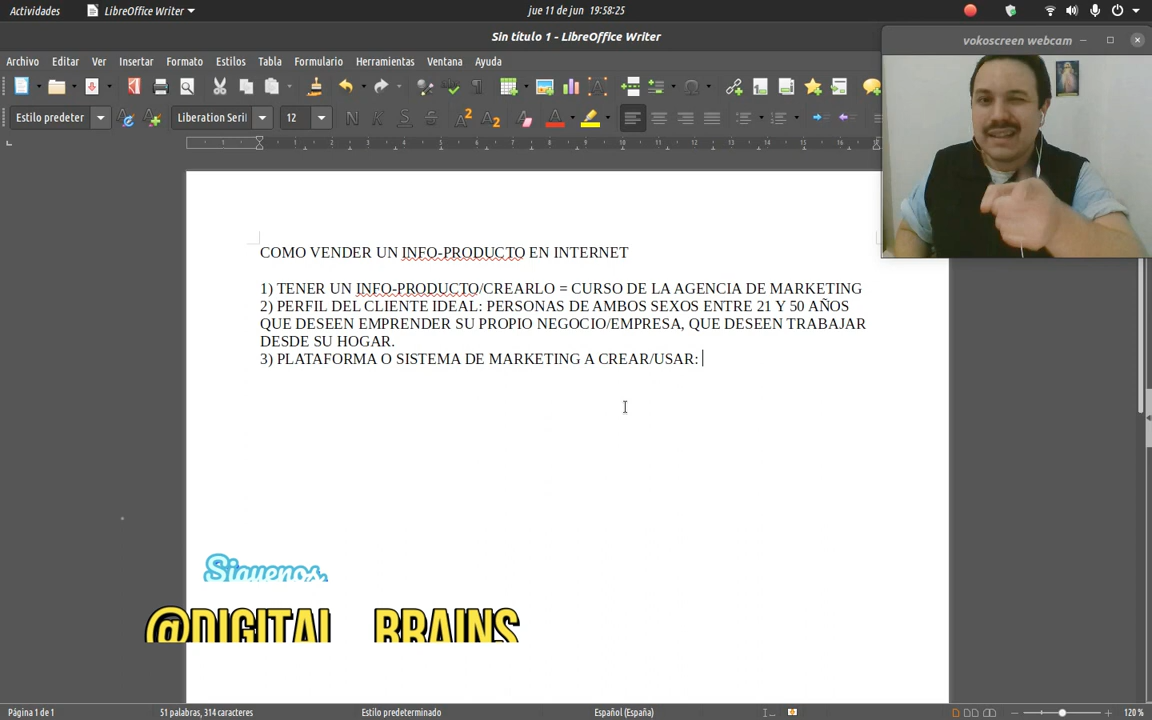 Actividades
LibreOffice Writer
jue 11 de jun 19:58:25
Sin título 1 - LibreOffice Writer
vokoscreen webcam
Archivo Editar Ver Insertar Formato Estilos Tabla Formulario Herramientas Ventana Ayuda
Estilo predeter
Liberation Seri
12
COMO VENDER UN INFO-PRODUCTO EN INTERNET
1) TENER UN INFO-PRODUCTO/CREARLO = CURSO DE LA AGENCIA DE MARKETING
2) PERFIL DEL CLIENTE IDEAL: PERSONAS DE AMBOS SEXOS ENTRE 21 Y 50 AÑOS
QUE DESEEN EMPRENDER SU PROPIO NEGOCIO/EMPRESA, QUE DESEEN TRABAJAR
DESDE SU HOGAR.
3) PLATAFORMA O SISTEMA DE MARKETING A CREAR/USAR:
Siguenos
@DIGITAL_BRAINS
Página 1 de 1
51 palabras, 314 caracteres
Estilo predeterminado
Español (España)
120 %